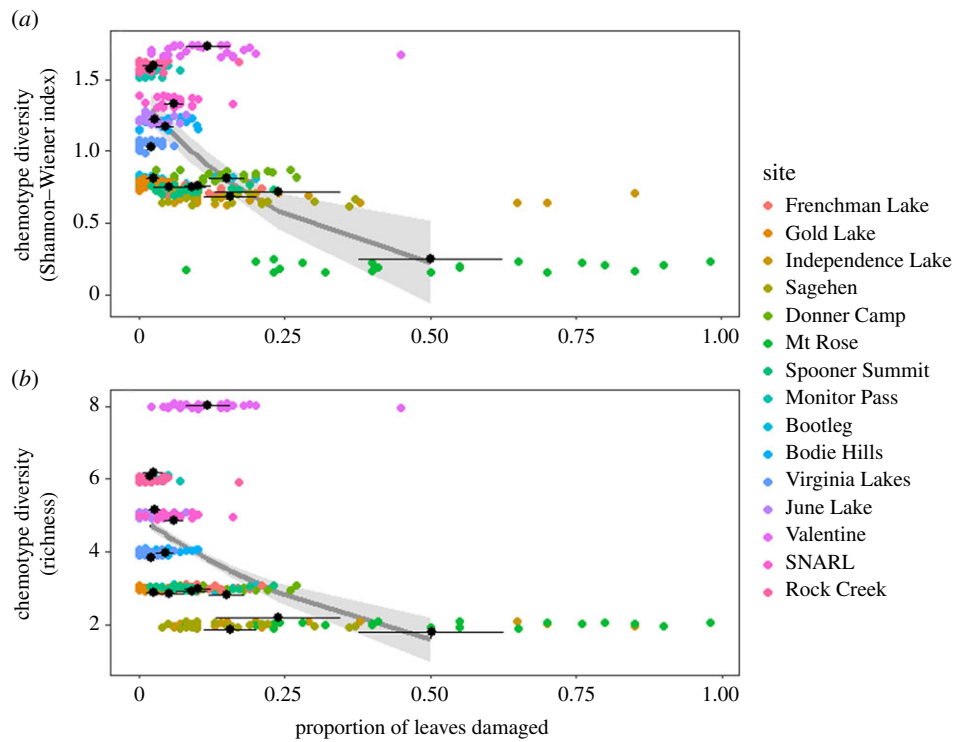 (a)
chemotype diversity
(Shannon–Wiener index)
1.5
1.0
0.5
0
0
0.25
0.50
0.75
1.00
(b)
chemotype diversity
(richness)
8
6
4
2
0
0.25
0.50
0.75
1.00
proportion of leaves damaged
site
Frenchman Lake
Gold Lake
Independence Lake
Sagehen
Donner Camp
Mt Rose
Spooner Summit
Monitor Pass
Bootleg
Bodie Hills
Virginia Lakes
June Lake
Valentine
SNARL
Rock Creek